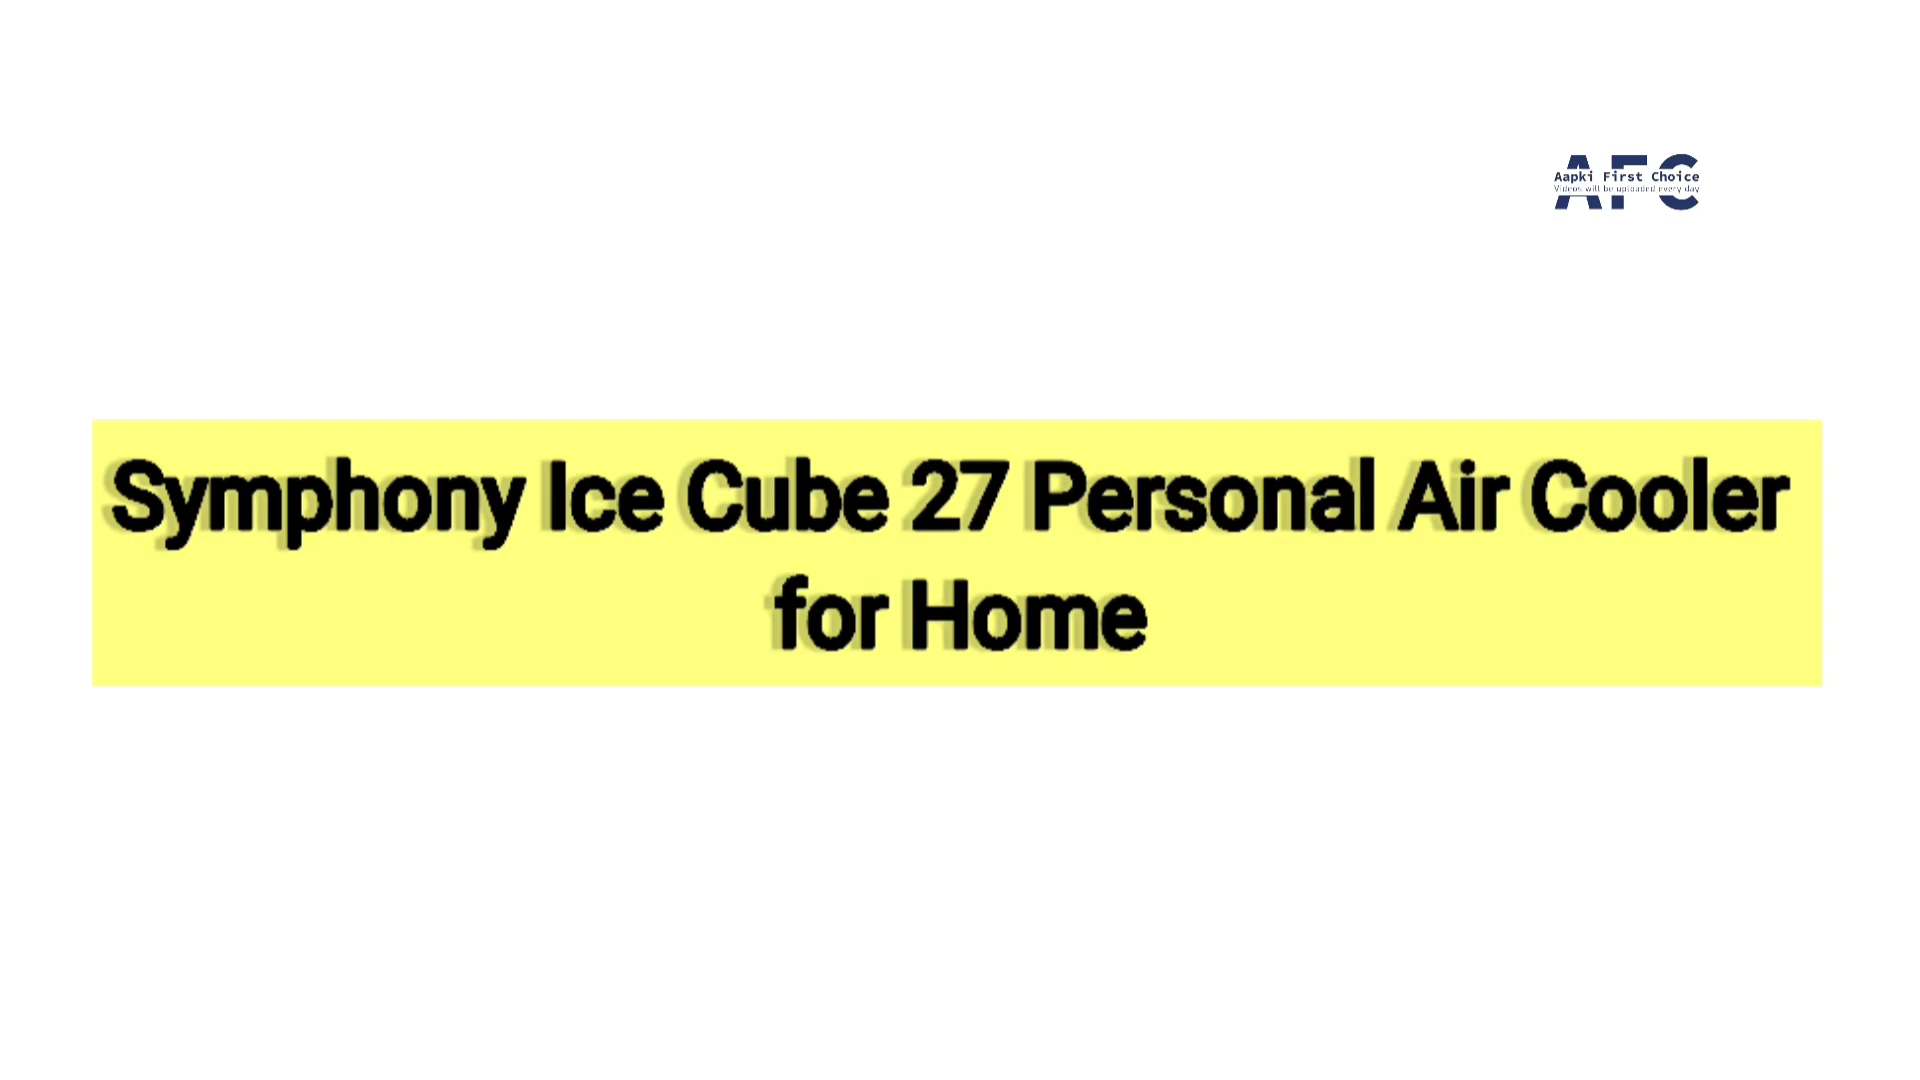 AFC
Aapki First Choice
Videos will be uploaded every day
Symphony Ice Cube 27 Personal Air Cooler
for Home